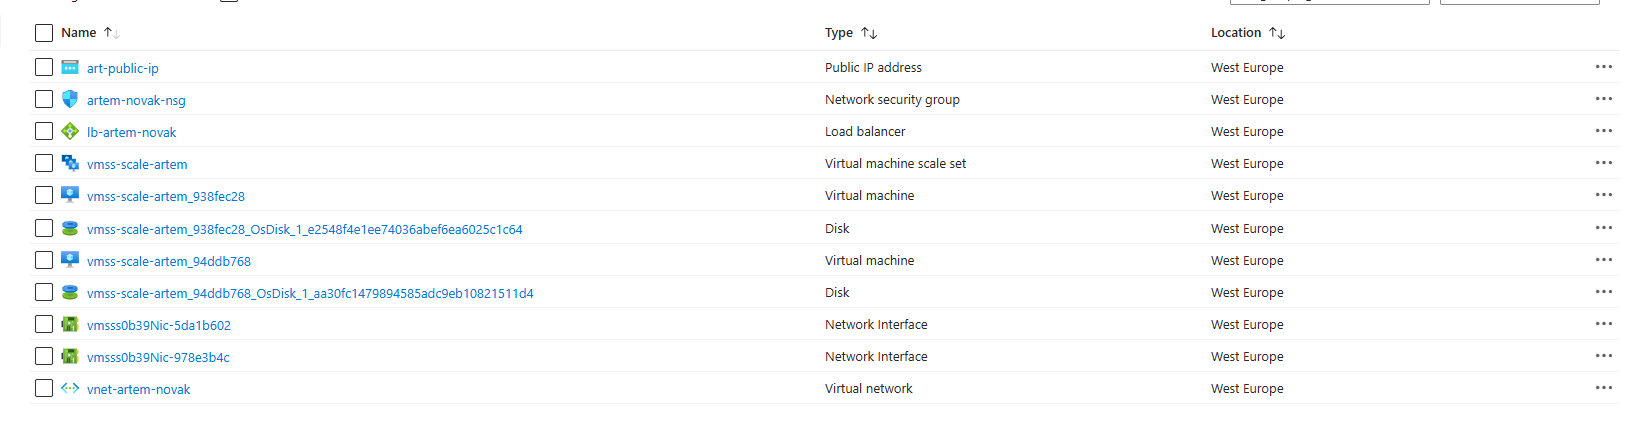 Name ↑↓ Type ↑↓ Location ↑↓
art-public-ip Public IP address West Europe ...
artem-novak-nsg Network security group West Europe ...
lb-artem-novak Load balancer West Europe ...
vmss-scale-artem Virtual machine scale set West Europe ...
vmss-scale-artem_938fec28 Virtual machine West Europe ...
vmss-scale-artem_938fec28_OsDisk_1_e2548f4e1ee74036abef6ea6025c1c64 Disk West Europe ...
vmss-scale-artem_94ddb768 Virtual machine West Europe ...
vmss-scale-artem_94ddb768_OsDisk_1_aa30fc1479894585adc9eb10821511d4 Disk West Europe ...
vmsss0b39Nic-5da1b602 Network Interface West Europe ...
vmsss0b39Nic-978e3b4c Network Interface West Europe ...
vnet-artem-novak Virtual network West Europe ...